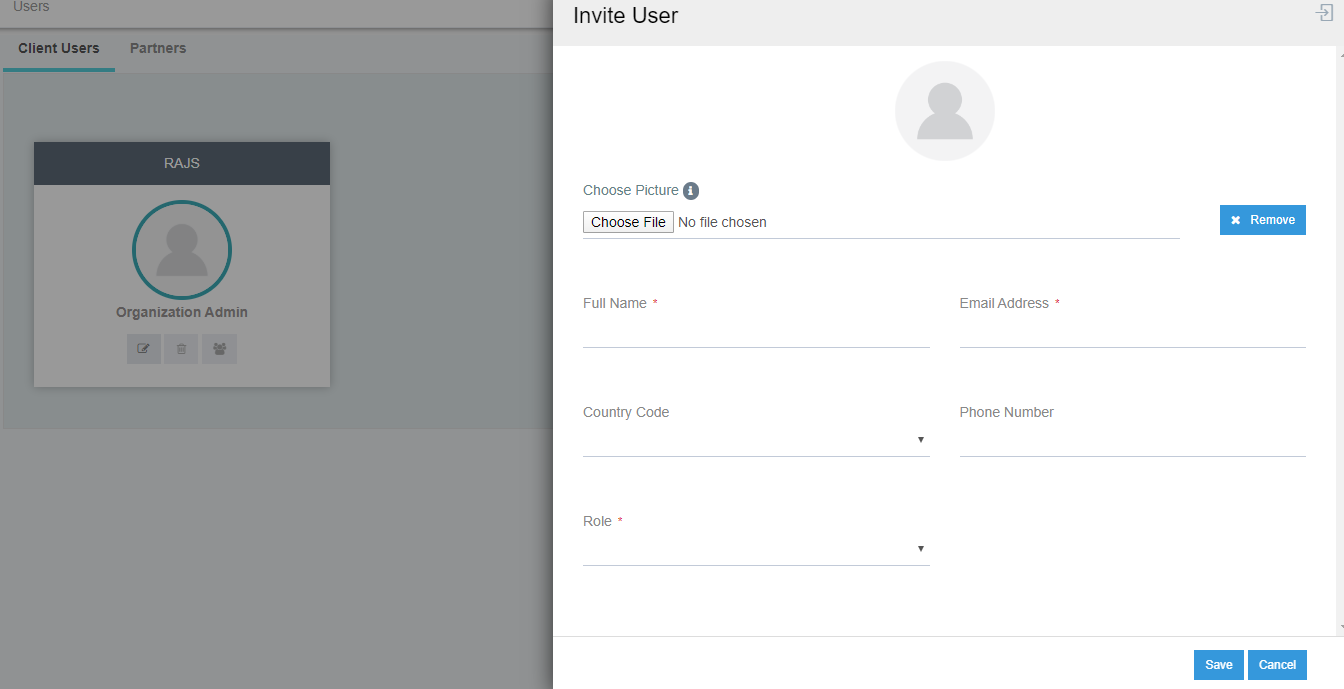 Users
Client Users Partners
RAJS
Organization Admin
Invite User
Choose Picture
Choose File No file chosen
Remove
Full Name *
Email Address *
Country Code
Phone Number
Role *
Save Cancel